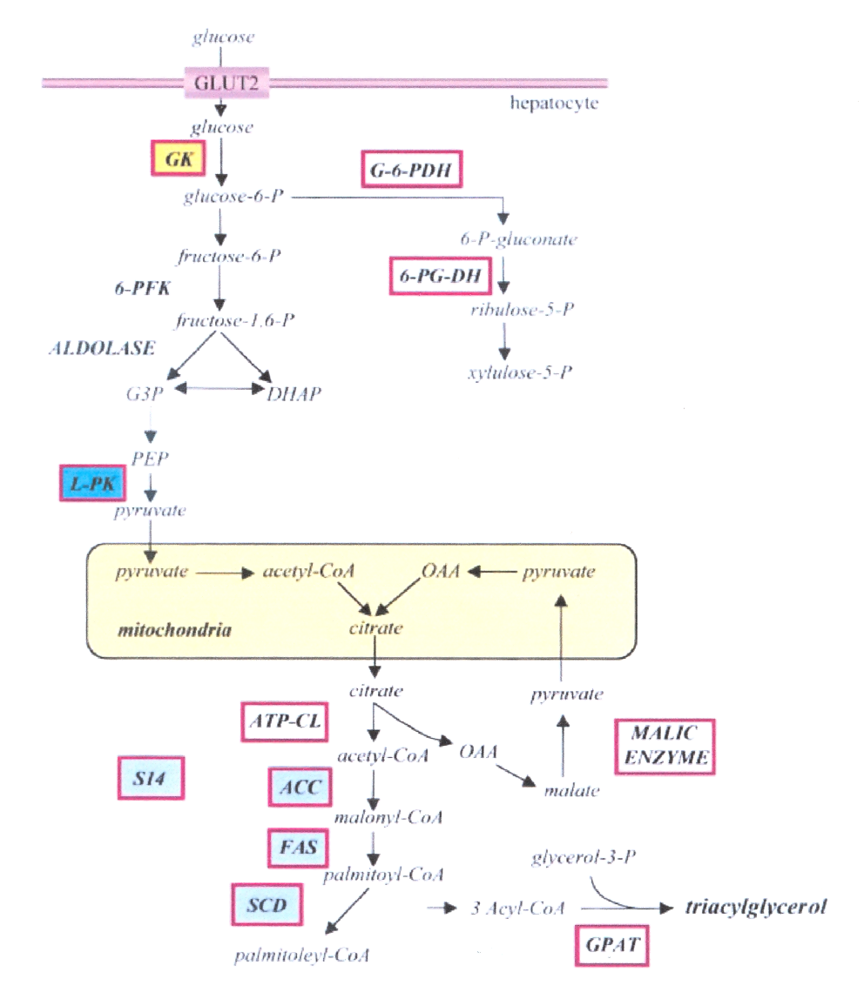 glucose
GLUT2
hepatocyte
glucose
GK
G-6-PDH
glucose-6-P
6-P-gluconate
fructose-6-P
6-PFK
6-PG-DH
ribulose-5-P
fructose-1,6-P
ALDOLASE
xylulose-5-P
G3P
DHAP
PEP
L-PK
pyruvate
pyruvate
acetyl-CoA
OAA
pyruvate
mitochondria
citrate
citrate
pyruvate
ATP-CL
MALIC
ENZYME
acetyl-CoA
OAA
S14
ACC
malate
malonyl-CoA
FAS
glycerol-3-P
palmitoyl-CoA
SCD
3 Acyl-CoA
triacylglycerol
GPAT
palmitoleyl-CoA